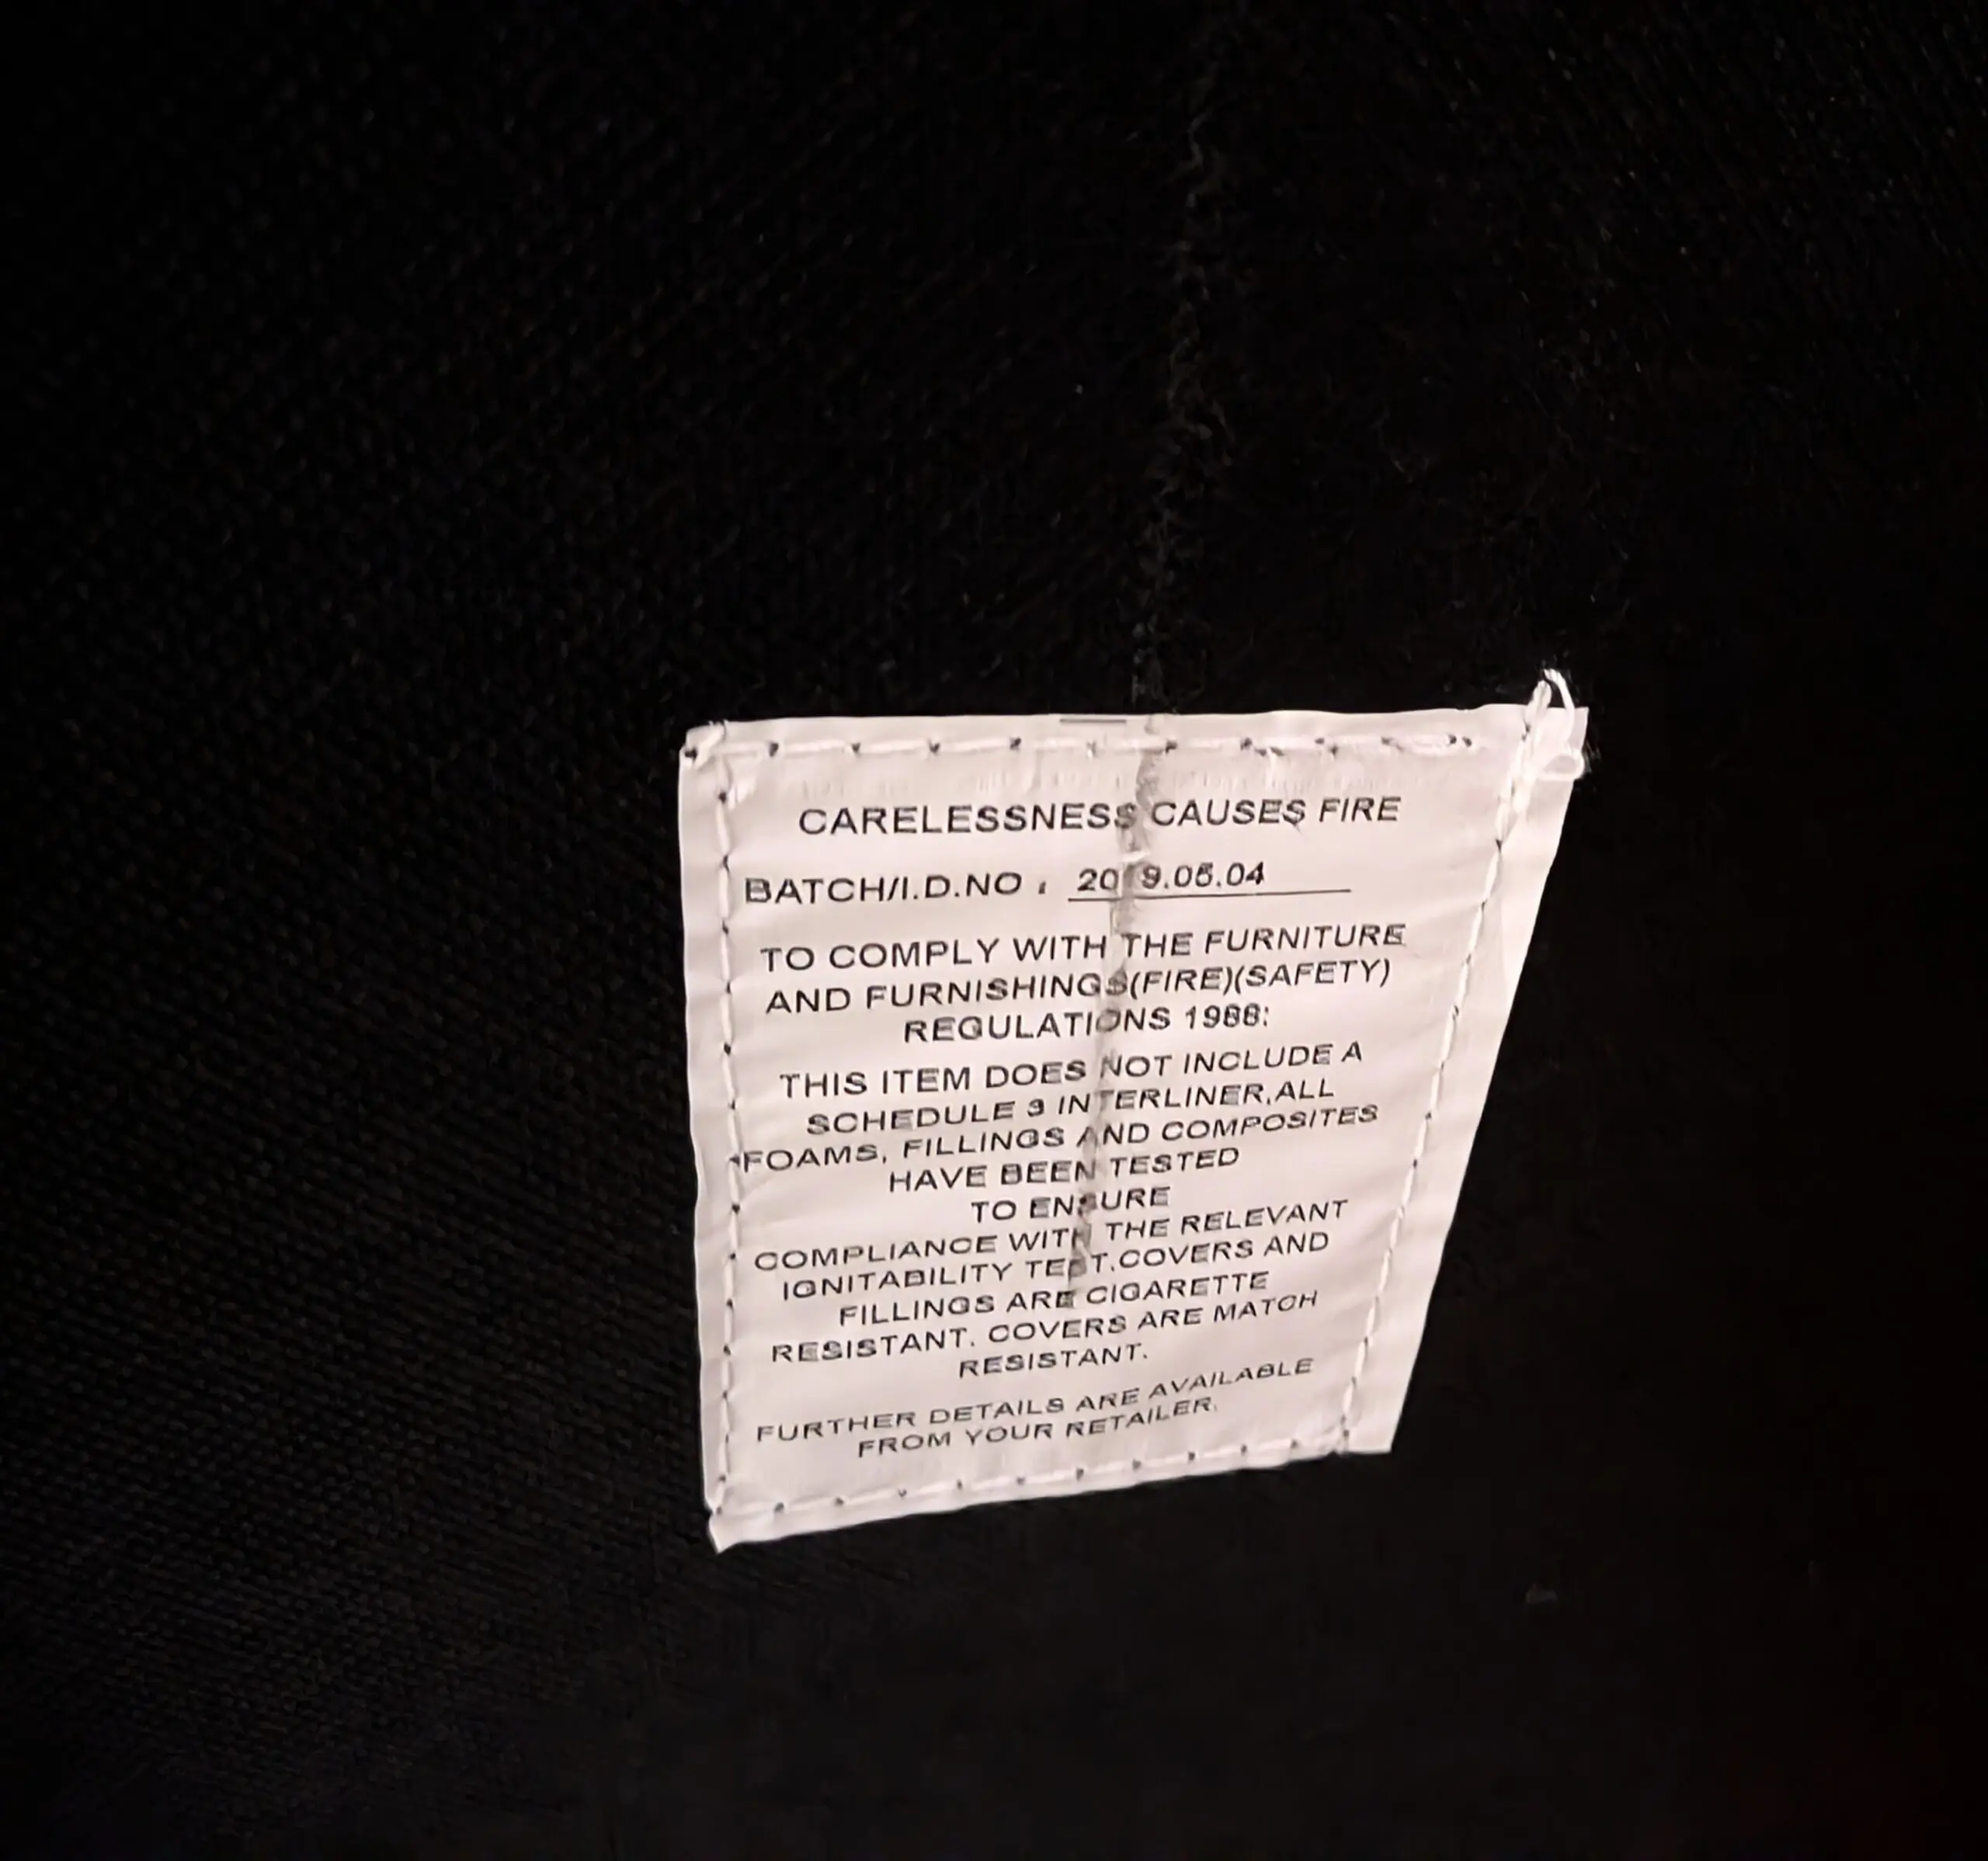 CARELESSNESS CAUSES FIRE
BATCH/I.D.NO :
TO COMPLY WITH THE FURNITURE
AND FURNISHINGS(FIRE)(SAFETY)
REGULATIONS 1988:
THIS ITEM DOES NOT INCLUDE A
SCHEDULE 3 INTERLINER,ALL
FOAMS, FILLINGS AND COMPOSITES
HAVE BEEN TESTED
TO ENSURE
COMPLIANCE WITH THE RELEVANT
IGNITABILITY TEST.COVERS AND
FILLINGS ARE CIGARETTE
RESISTANT. COVERS ARE MATCH
RESISTANT.
FURTHER DETAILS ARE AVAILABLE
FROM YOUR RETAILER.